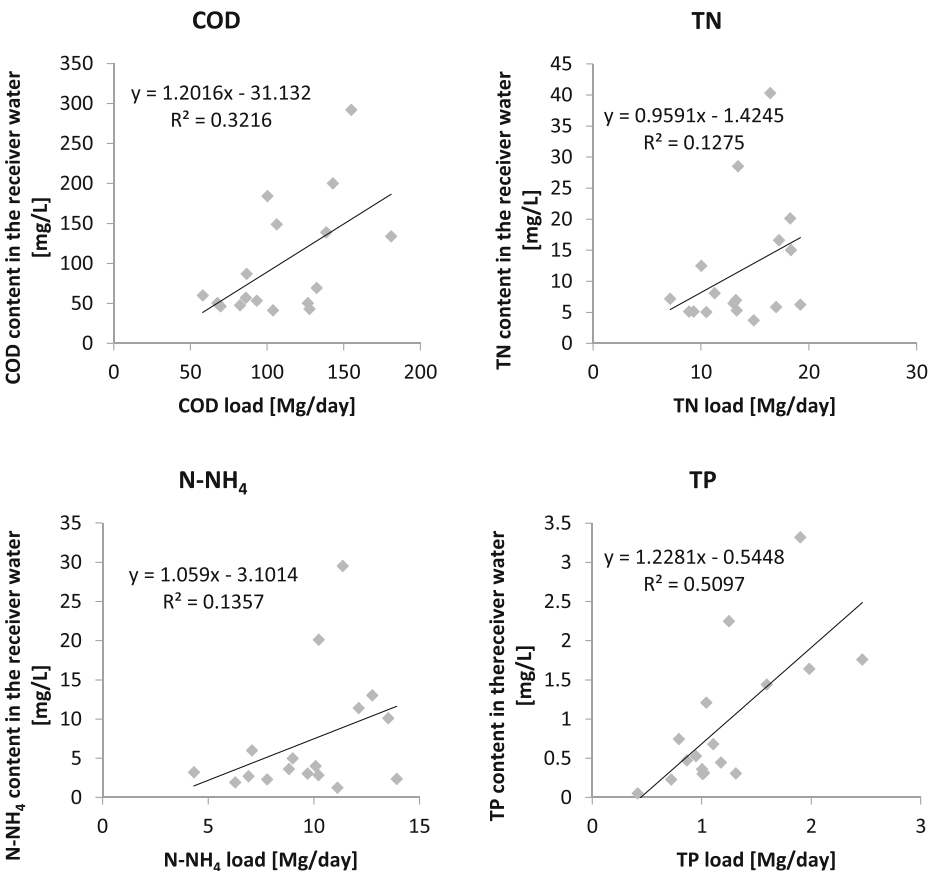 COD
COD content in the receiver water
[mg/L]
350
300
250
200
150
100
50
0
y = 1.2016x - 31.132
R² = 0.3216
0 50 100 150 200
COD load [Mg/day]
TN
TN content in the receiver water
[mg/L]
45
40
35
30
25
20
15
10
5
0
y = 0.9591x - 1.4245
R² = 0.1275
0 10 20 30
TN load [Mg/day]
N-NH₄
N-NH₄ content in the receiver water
[mg/L]
35
30
25
20
15
10
5
0
y = 1.059x - 3.1014
R² = 0.1357
0 5 10 15
N-NH₄ load [Mg/day]
TP
TP content in thereceiver water
[mg/L]
3.5
3
2.5
2
1.5
1
0.5
0
y = 1.2281x - 0.5448
R² = 0.5097
0 1 2 3
TP load [Mg/day]